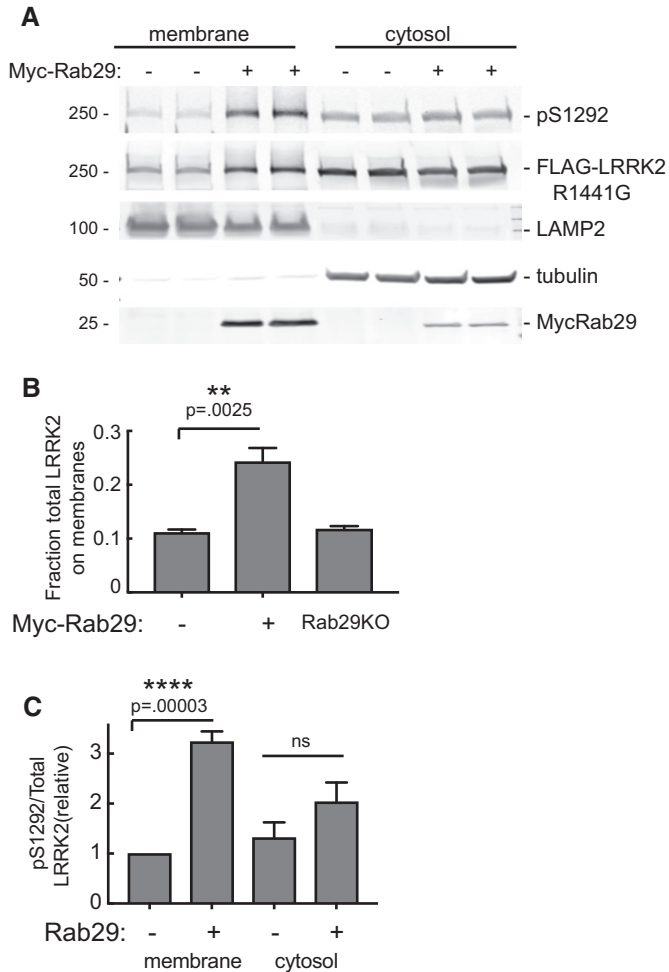 A
membrane cytosol
Myc-Rab29: - - + + - - + +
250 - - pS1292
250 - - FLAG-LRRK2
R1441G
100 - - LAMP2
50 - - tubulin
25 - - MycRab29
B
**
p=.0025
Fraction total LRRK2
on membranes
0.3
0.2
0.1
0
Myc-Rab29: - + Rab29KO
C
****
p=.00003
ns
pS1292/Total
LRRK2(relative)
3
2
1
0
Rab29: - + - +
membrane cytosol